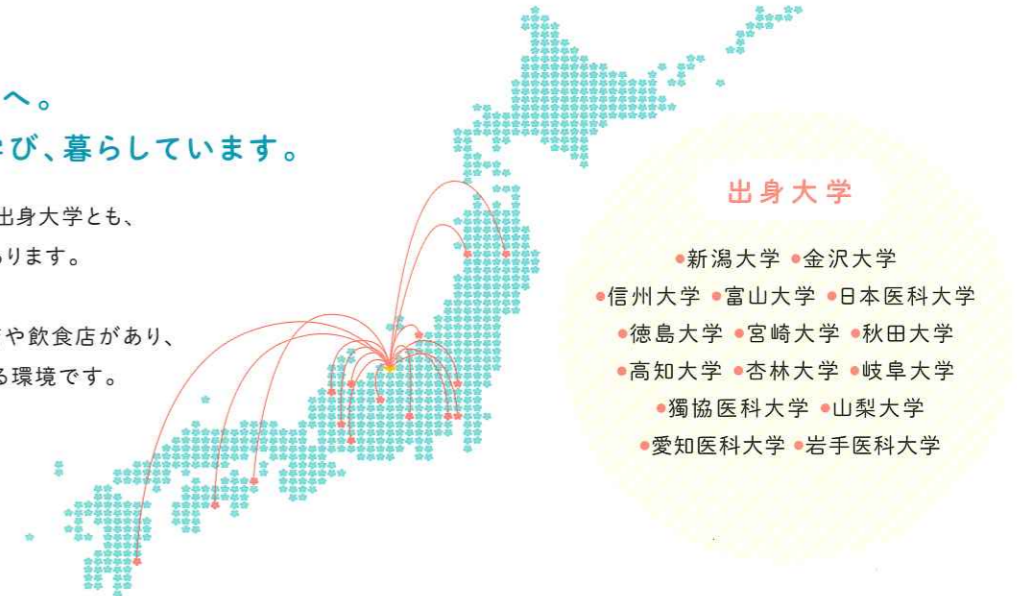 へ。
び、暮らしています。
出身大学とも、
ります。
や飲食店があり、
る環境です。
出身大学
●新潟大学 ●金沢大学
●信州大学 ●富山大学 ●日本医科大学
●徳島大学 ●宮崎大学 ●秋田大学
●高知大学 ●杏林大学 ●岐阜大学
●獨協医科大学 ●山梨大学
●愛知医科大学 ●岩手医科大学